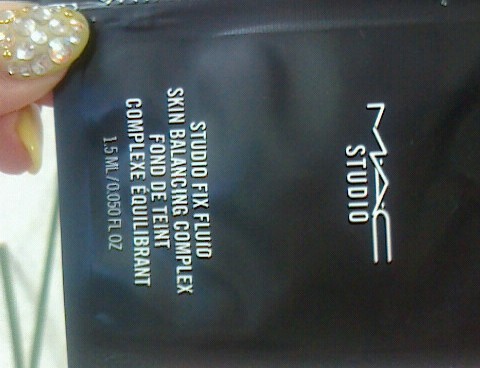 MAC
STUDIO
STUDIO FIX FLUID
SKIN BALANCING COMPLEX
FOND DE TEINT
COMPLEXE ÉQUILIBRANT
1.5 ML/0.050 FL OZ